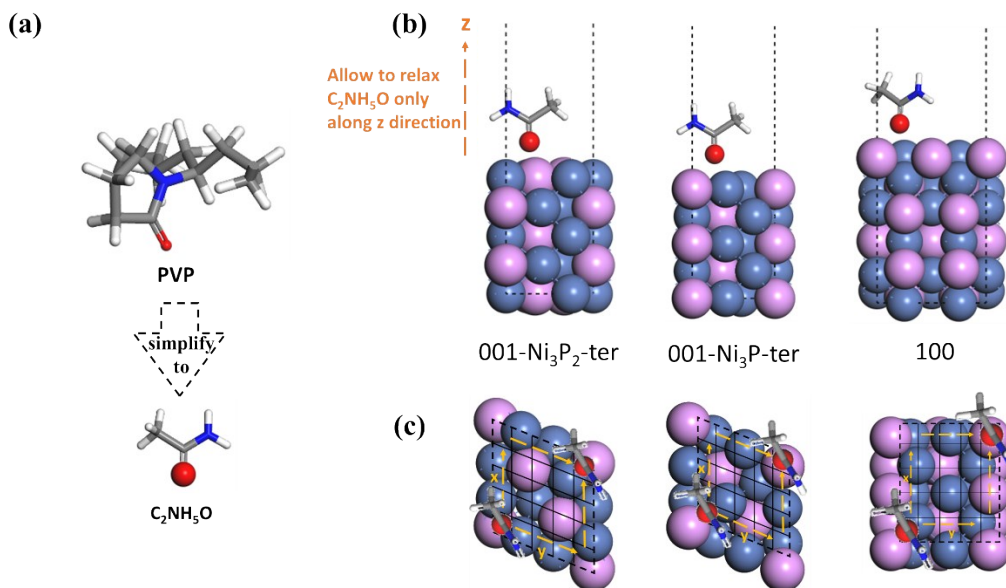 (a)
PVP
simplify
to
C₂NH₅O
(b)
z
Allow to relax
C₂NH₅O only
along z direction
001-Ni₃P₂-ter
001-Ni₃P-ter
100
(c)
x
y
x
y
x
y